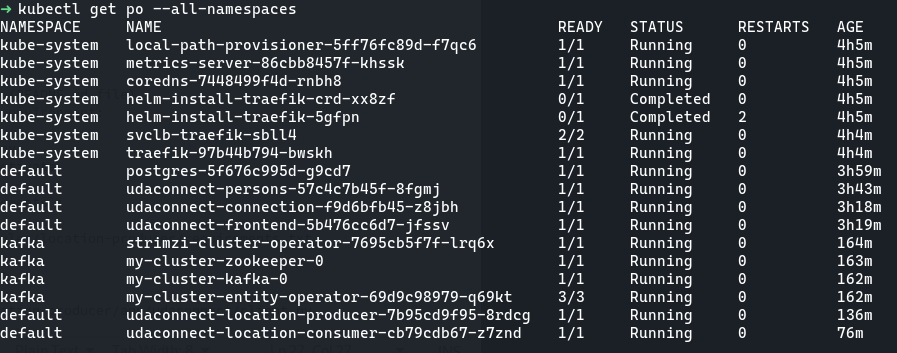 ➜ kubectl get po --all-namespaces
NAMESPACE NAME READY STATUS RESTARTS AGE
kube-system local-path-provisioner-5ff76fc89d-f7qc6 1/1 Running 0 4h5m
kube-system metrics-server-86cbb8457f-khssk 1/1 Running 0 4h5m
kube-system coredns-7448499f4d-rnbh8 1/1 Running 0 4h5m
kube-system helm-install-traefik-crd-xx8zf 0/1 Completed 0 4h5m
kube-system helm-install-traefik-5gfpn 0/1 Completed 2 4h5m
kube-system svclb-traefik-sbll4 2/2 Running 0 4h4m
kube-system traefik-97b44b794-bwskh 1/1 Running 0 4h4m
default postgres-5f676c995d-g9cd7 1/1 Running 0 3h59m
default udaconnect-persons-57c4c7b45f-8fgmj 1/1 Running 0 3h43m
default udaconnect-connection-f9d6bfb45-z8jbh 1/1 Running 0 3h18m
default udaconnect-frontend-5b476cc6d7-jfssv 1/1 Running 0 3h19m
kafka strimzi-cluster-operator-7695cb5f7f-lrq6x 1/1 Running 0 164m
kafka my-cluster-zookeeper-0 1/1 Running 0 163m
kafka my-cluster-kafka-0 1/1 Running 0 162m
kafka my-cluster-entity-operator-69d9c98979-q69kt 3/3 Running 0 162m
default udaconnect-location-producer-7b95cd9f95-8rdcg 1/1 Running 0 136m
default udaconnect-location-consumer-cb79cdb67-z7znd 1/1 Running 0 76m